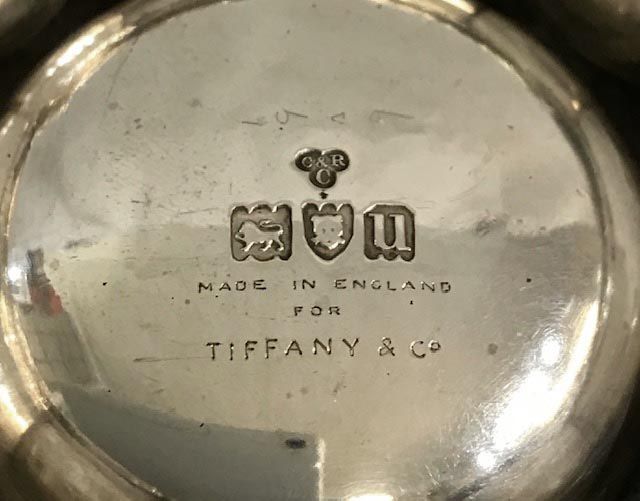 C&R
C
u
MADE IN ENGLAND
FOR
TIFFANY & Co